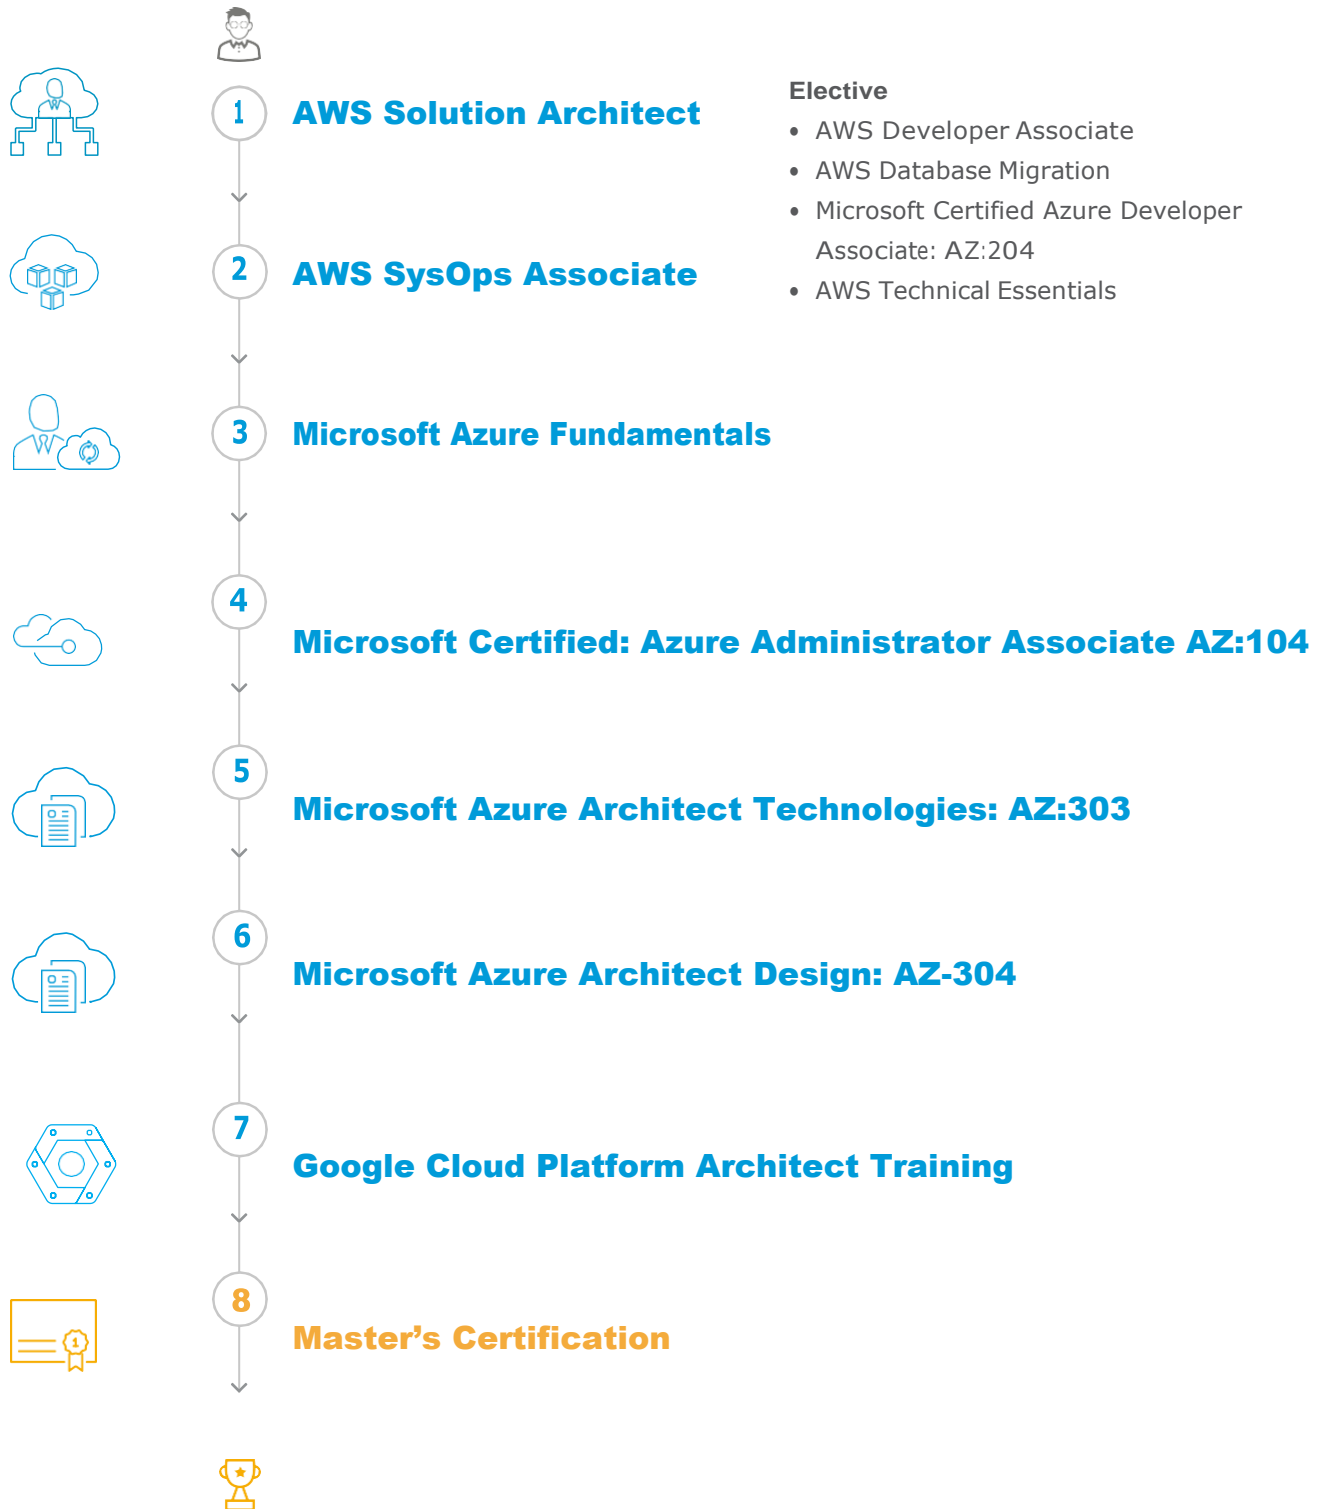 1
AWS Solution Architect
Elective
• AWS Developer Associate
• AWS Database Migration
• Microsoft Certified Azure Developer
Associate: AZ:204
• AWS Technical Essentials
2
AWS SysOps Associate
3
Microsoft Azure Fundamentals
4
Microsoft Certified: Azure Administrator Associate AZ:104
5
Microsoft Azure Architect Technologies: AZ:303
6
Microsoft Azure Architect Design: AZ-304
7
Google Cloud Platform Architect Training
8
1
Master’s Certification